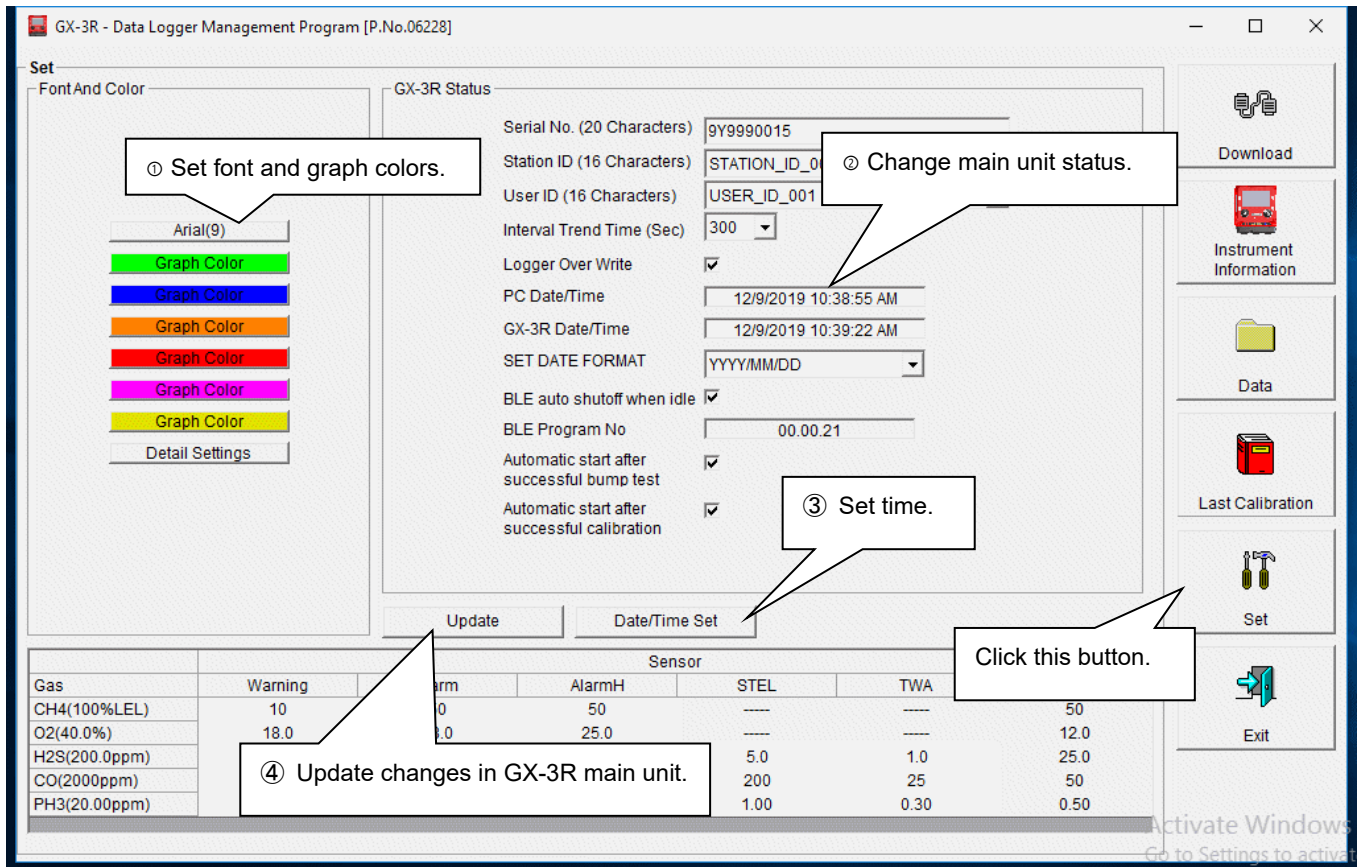 GX-3R - Data Logger Management Program [P.No.06228]
Set
Font And Color
① Set font and graph colors.
Arial(9)
Graph Color
Graph Color
Graph Color
Graph Color
Graph Color
Graph Color
Detail Settings
GX-3R Status
Serial No. (20 Characters) 9Y9990015
Station ID (16 Characters) STATION_ID_0
User ID (16 Characters) USER_ID_001
② Change main unit status.
Interval Trend Time (Sec) 300
Logger Over Write
PC Date/Time 12/9/2019 10:38:55 AM
GX-3R Date/Time 12/9/2019 10:39:22 AM
SET DATE FORMAT YYYY/MM/DD
BLE auto shutoff when idle
BLE Program No 00.00.21
Automatic start after
successful bump test
Automatic start after
successful calibration
③ Set time.
Update Date/Time Set
Download
Instrument
Information
Data
Last Calibration
Set
Click this button.
Exit
Sensor
Gas Warning AlarmH STEL TWA
CH4(100%LEL) 10 50 ----- ----- 50
O2(40.0%) 18.0 25.0 ----- ----- 12.0
H2S(200.0ppm) 5.0 1.0 25.0
CO(2000ppm) 200 25 50
PH3(20.00ppm) 1.00 0.30 0.50
④ Update changes in GX-3R main unit.
Activate Windows
Go to Settings to activat